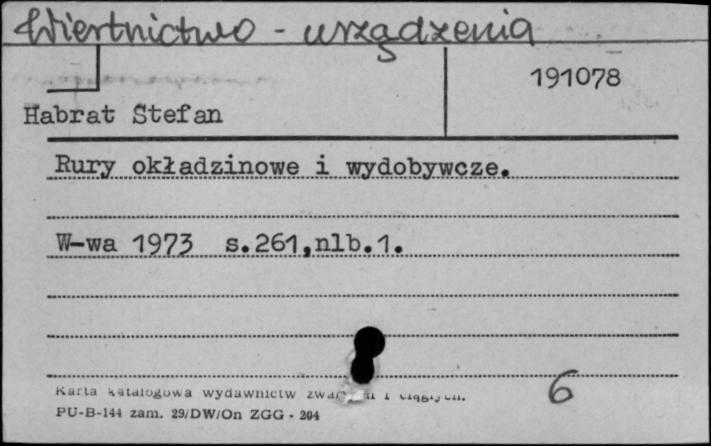 Wiertnictwo - urządzenia
191078
Habrat Stefan
Rury okładzinowe i wydobywcze.
W-wa 1973 s.261,nlb.1.
Karta katalogowa wydawnictw i ciągłych.
6
PU-B-144 zam. 29/DW/On ZGG - 204